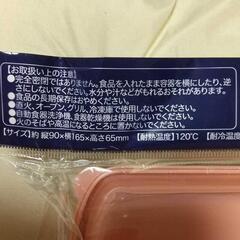 【お取扱い上の注意】
●完全密閉ではありません。食品を入れたまま容器を横にしたり、逆
さにしないでください。水分や汁などがもれるおそれがあります。
●食品の長期保存はおやめください。
●直火、オーブン、グリル、冷凍庫で使用しないでください。
●自動食器洗浄機、食器乾燥機は使用しないでください。
●火のそばや高温になるところに置かないでください。
【サイズ】約 縦90×横165×高さ65mm 【耐熱温度】120℃ 【耐冷温度】